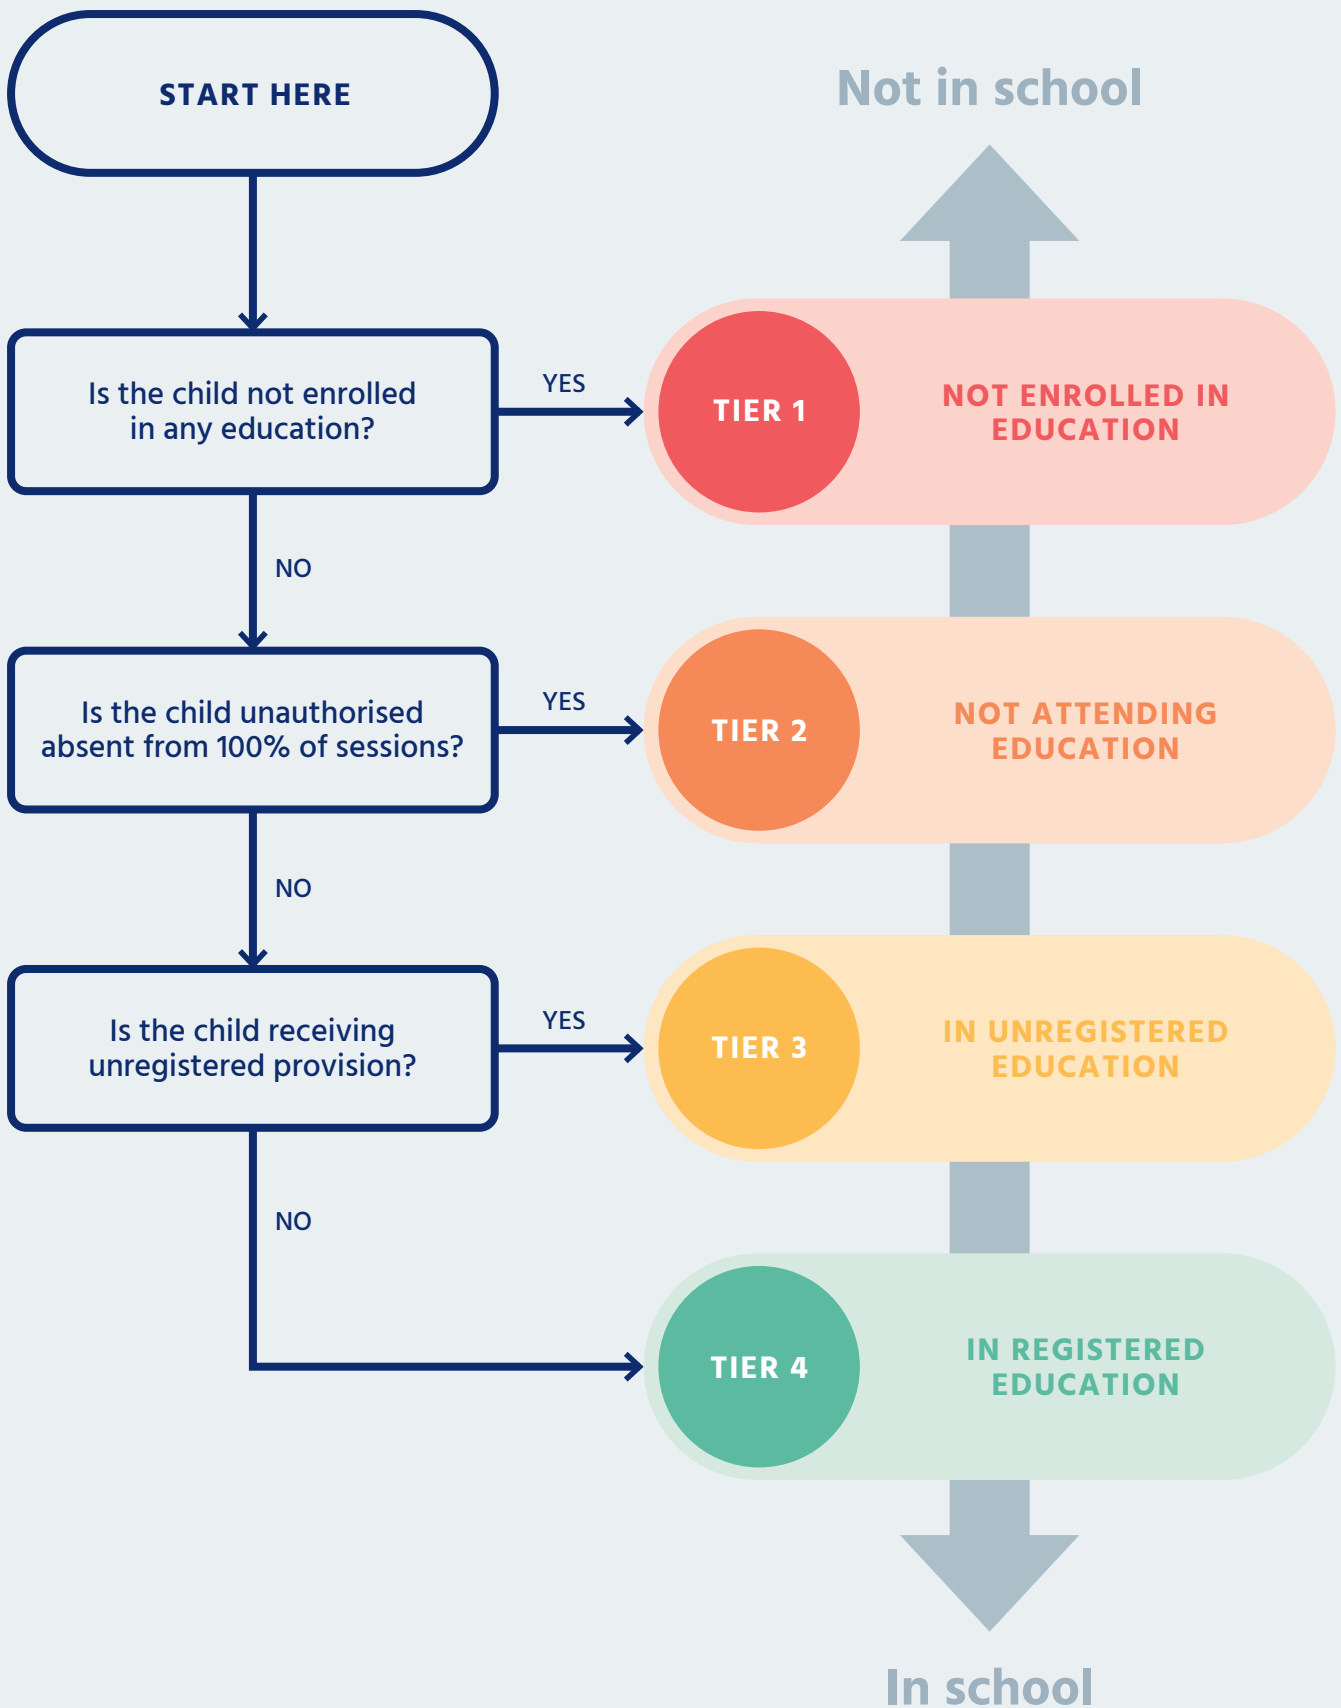 START HERE
Not in school
Is the child not enrolled
in any education?
YES
TIER 1
NOT ENROLLED IN
EDUCATION
NO
Is the child unauthorised
absent from 100% of sessions?
YES
TIER 2
NOT ATTENDING
EDUCATION
NO
Is the child receiving
unregistered provision?
YES
TIER 3
IN UNREGISTERED
EDUCATION
NO
TIER 4
IN REGISTERED
EDUCATION
In school